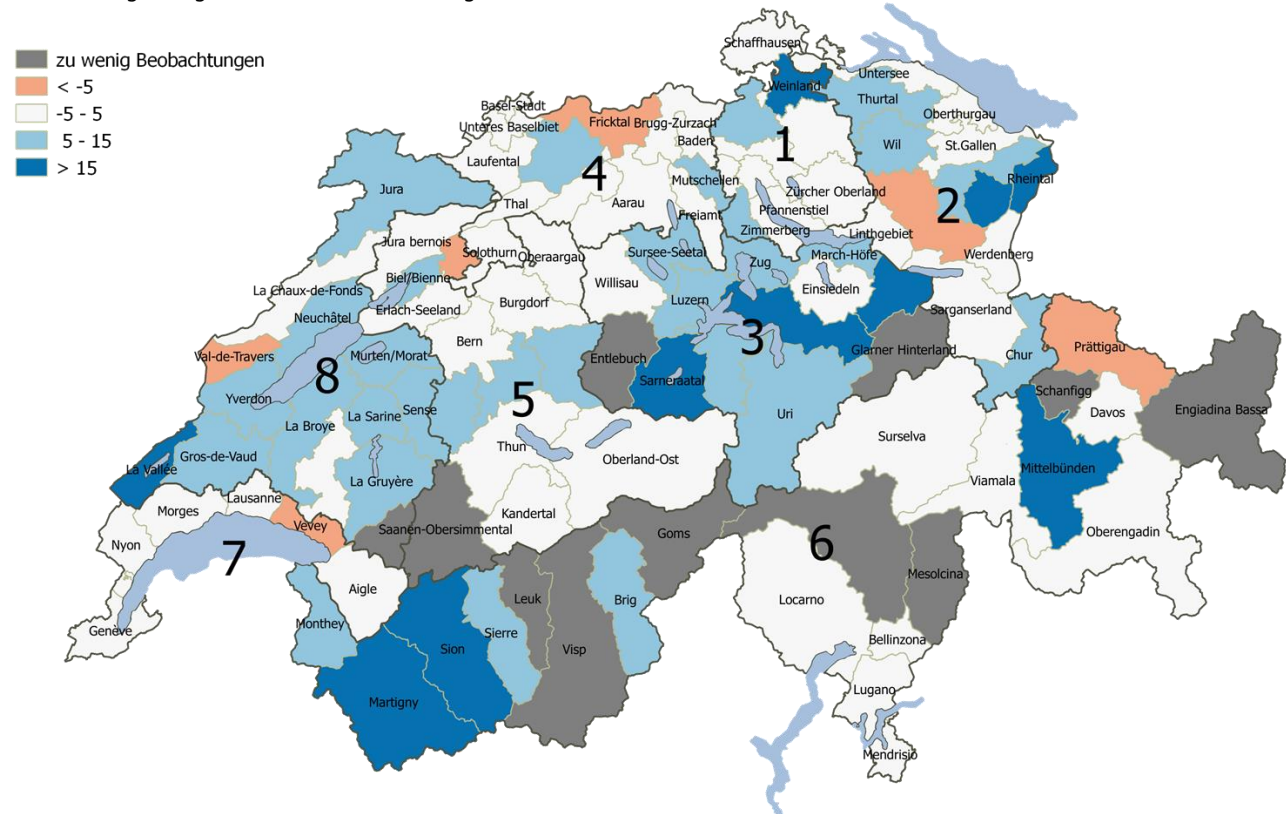 zu wenig Beobachtungen
< -5
-5 - 5
5 - 15
> 15
Schaffhausen
Weinland
Untersee
Thurtal
Oberthurgau
Basel-Stadt
Unteres Baselbiet
Fricktal
Brugg-Zurzach
Baden
1
Wil
St.Gallen
Laufental
4
Mutschellen
Rheintal
Jura
Zürcher Oberland
Thal
Aarau
Pfannenstiel
2
Freiamt
Zimmerberg
Linthgebiet
Jura bernois
Solothurn
Oberaargau
Sursee-Seetal
March-Höfe
Werdenberg
Zug
Biel/Bienne
Willisau
Einsiedeln
La Chaux-de-Fonds
Erlach-Seeland
Burgdorf
Luzern
Neuchâtel
Sarganserland
Bern
3
Val-de-Travers
Murten/Morat
Entlebuch
Glarner Hinterland
Chur
Prättigau
8
Sarneraatal
Yverdon
5
Schanfigg
La Sarine
Sense
Uri
Davos
Engiadina Bassa
La Broye
Surselva
Thun
Gros-de-Vaud
Oberland-Ost
La Vallée
Mittelbünden
La Gruyère
Viamala
Lausanne
Morges
Kandertal
Vevey
Saanen-Obersimmental
Goms
Oberengadin
Nyon
6
7
Mesolcina
Aigle
Leuk
Brig
Locarno
Monthey
Genève
Sierre
Bellinzona
Sion
Visp
Lugano
Martigny
Mendrisio